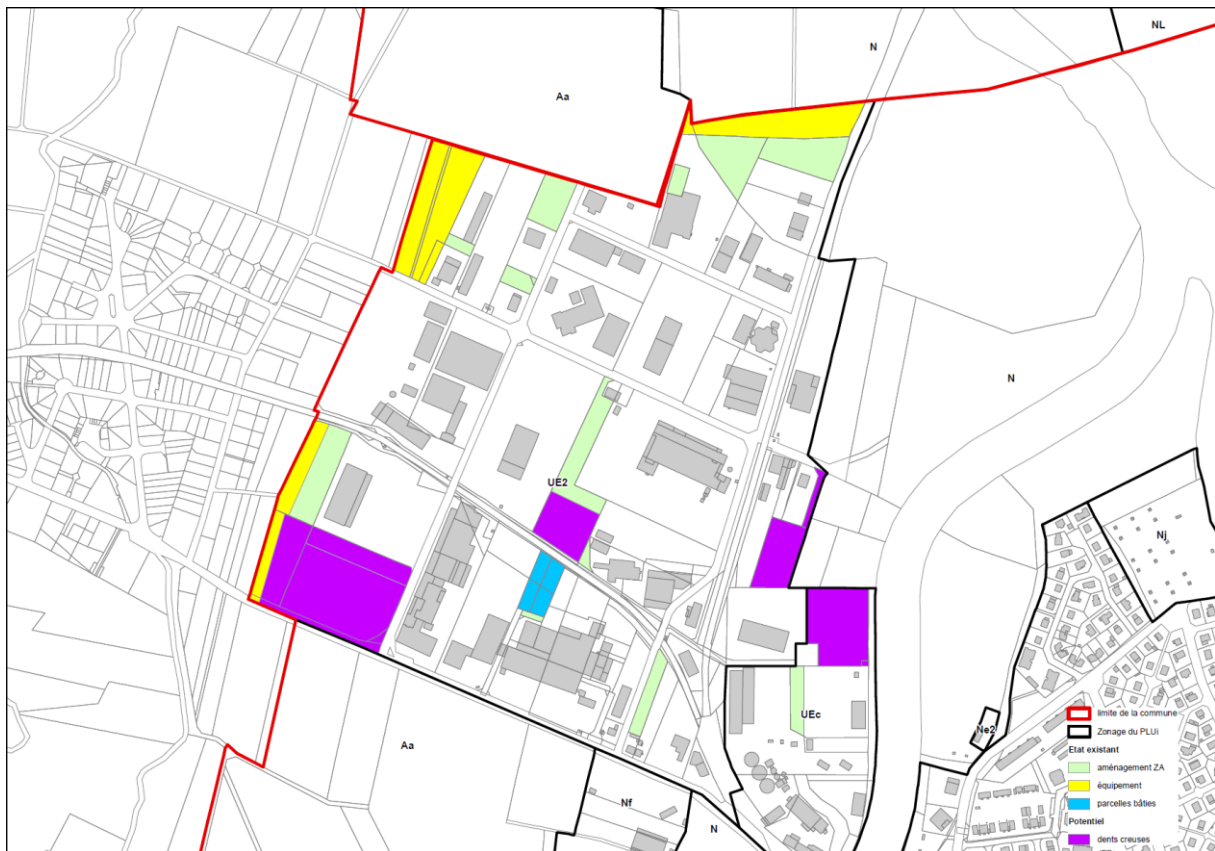 NL
N
Aa
N
UE2
Nj
UEc
Ne2
Aa
Nf
N
limite de la commune
Zonage du PLUi
Etat existant
aménagement ZA
équipement
parcelles bâties
Potentiel
dents creuses